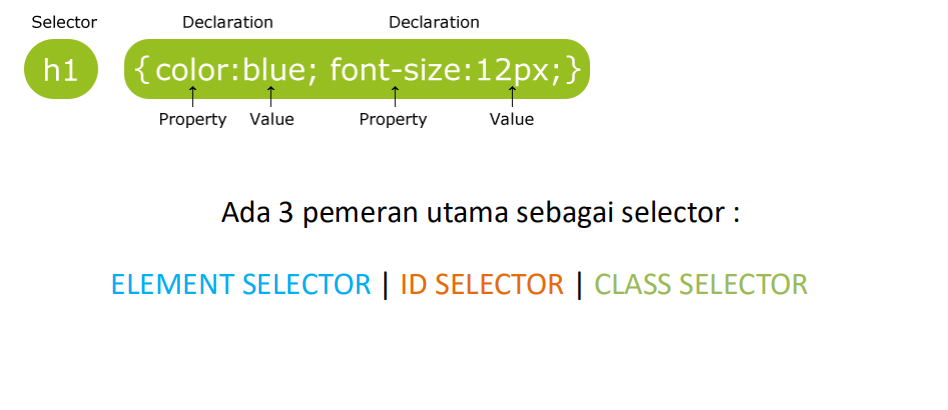 Selector Declaration Declaration
h1 {color:blue; font-size:12px;}
Property Value Property Value
Ada 3 pemeran utama sebagai selector :
ELEMENT SELECTOR | ID SELECTOR | CLASS SELECTOR